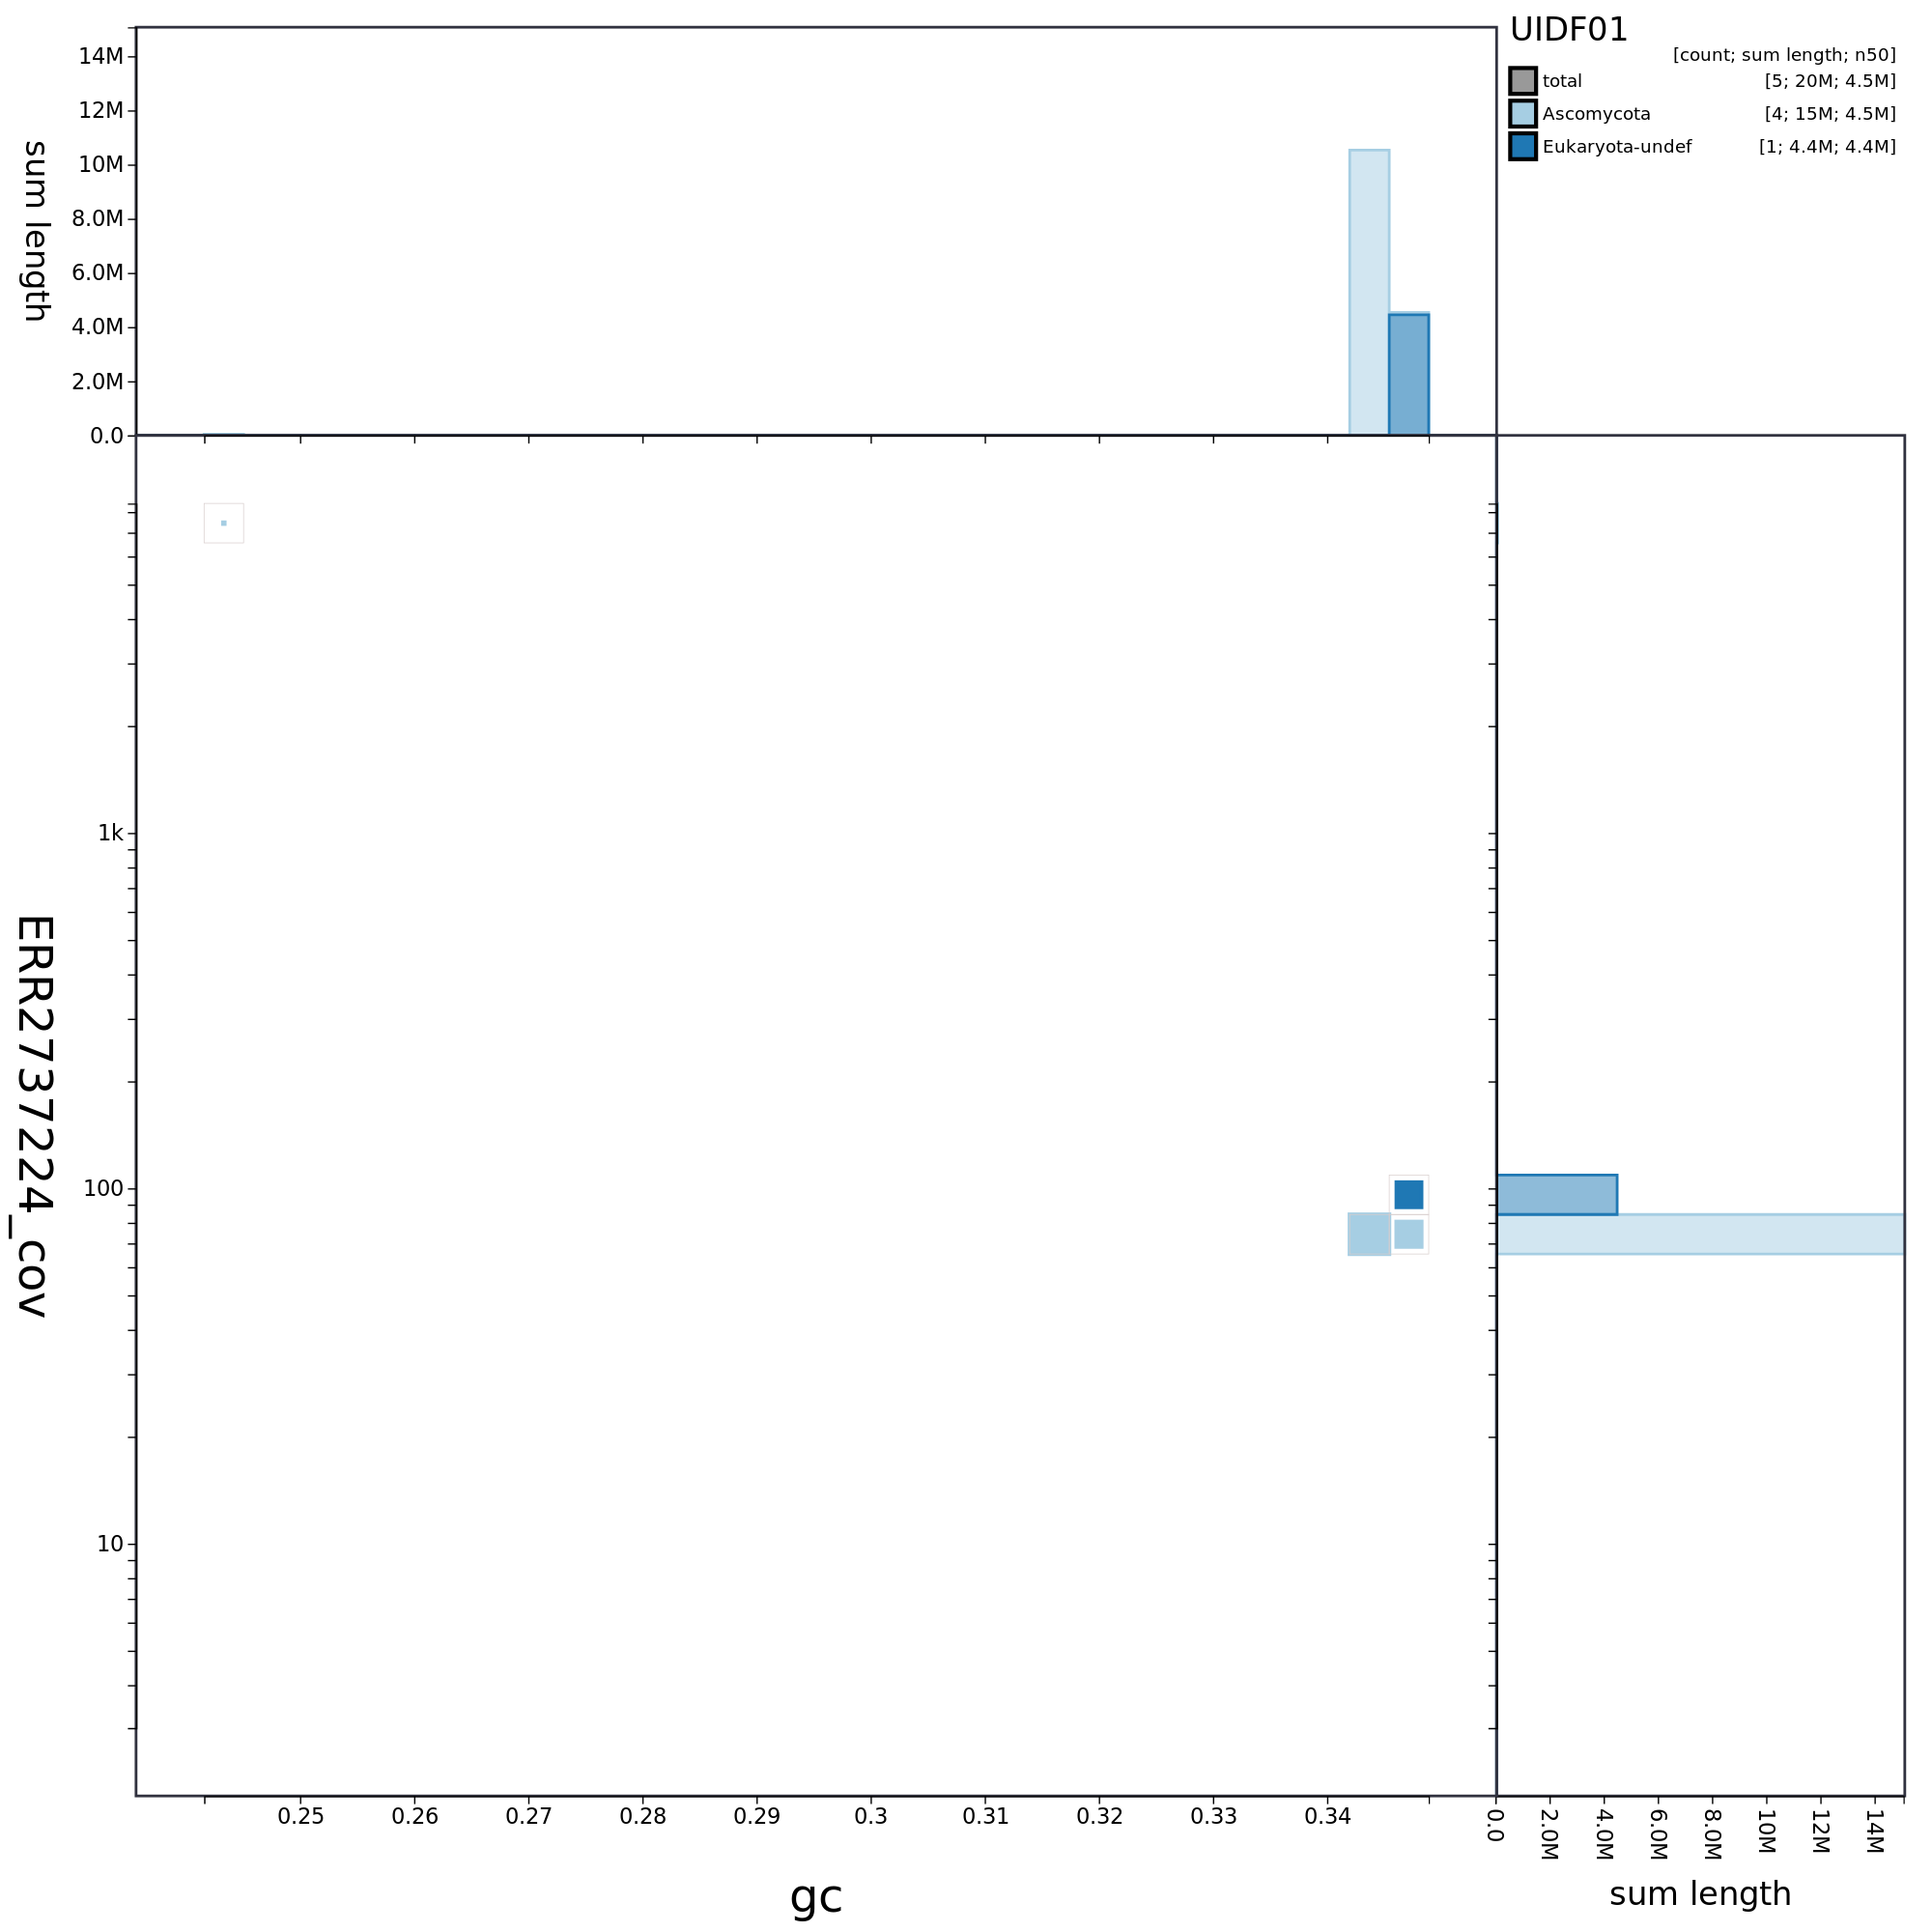 UIDF01
[count; sum length; n50]
total [5; 20M; 4.5M]
Ascomycota [4; 15M; 4.5M]
Eukaryota-undef [1; 4.4M; 4.4M]
sum length
14M
12M
10M
8.0M
6.0M
4.0M
2.0M
0.0
ERR2737224_cov
1k
100
10
0.25 0.26 0.27 0.28 0.29 0.3 0.31 0.32 0.33 0.34
gc
0.0 2.0M 4.0M 6.0M 8.0M 10M 12M 14M
sum length